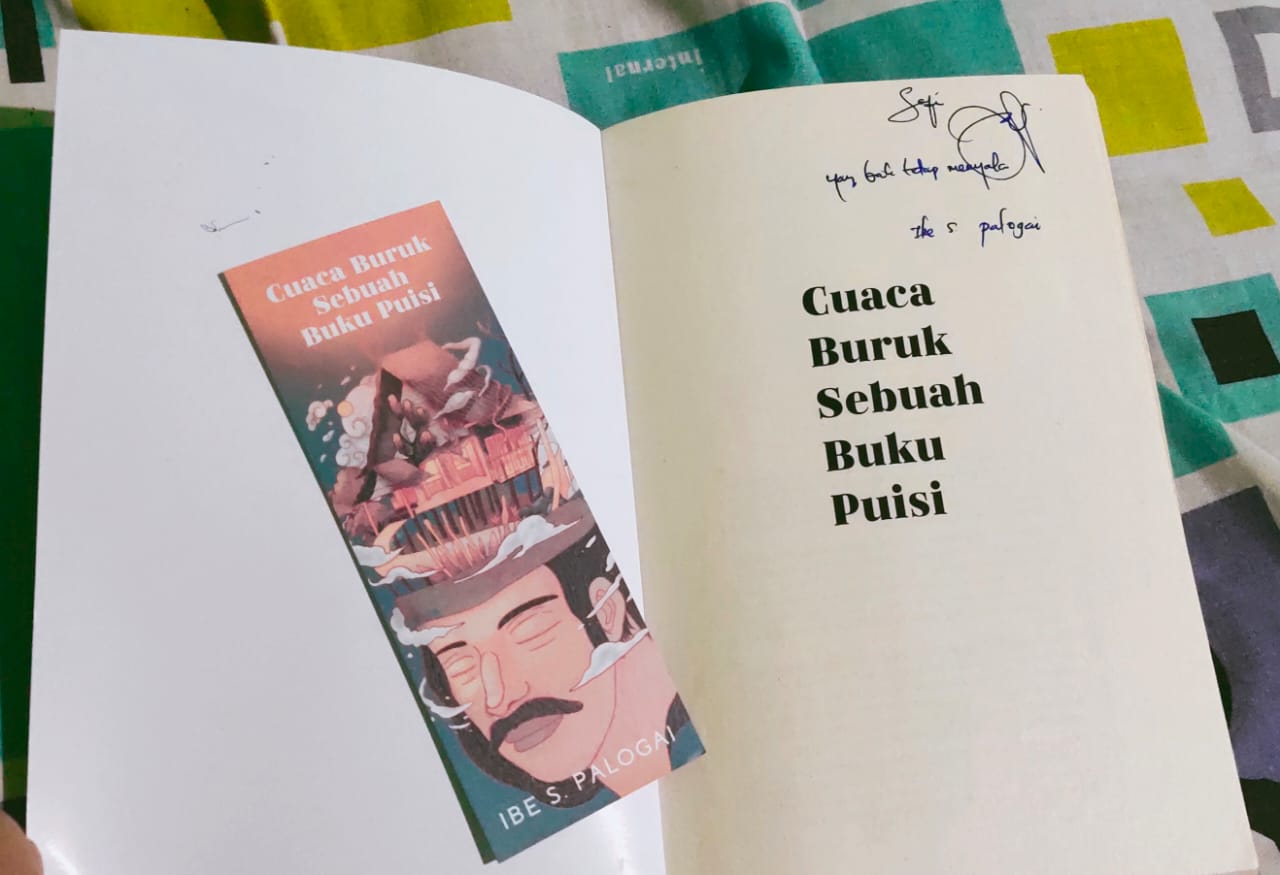 Internal
Cuaca Buruk
Sebuah
Buku Puisi
IBE S. PALOGAI
Sefi
yang baik tetap menyala
Ibe S palogai
Cuaca
Buruk
Sebuah
Buku
Puisi